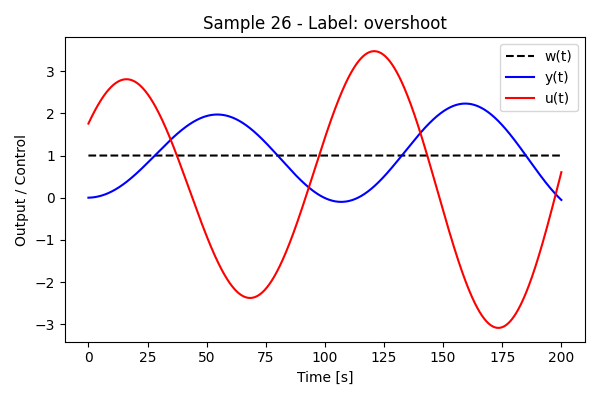 Sample 26 - Label: overshoot
w(t)
y(t)
u(t)
Output / Control
3
2
1
0
−1
−2
−3
0 25 50 75 100 125 150 175 200
Time [s]